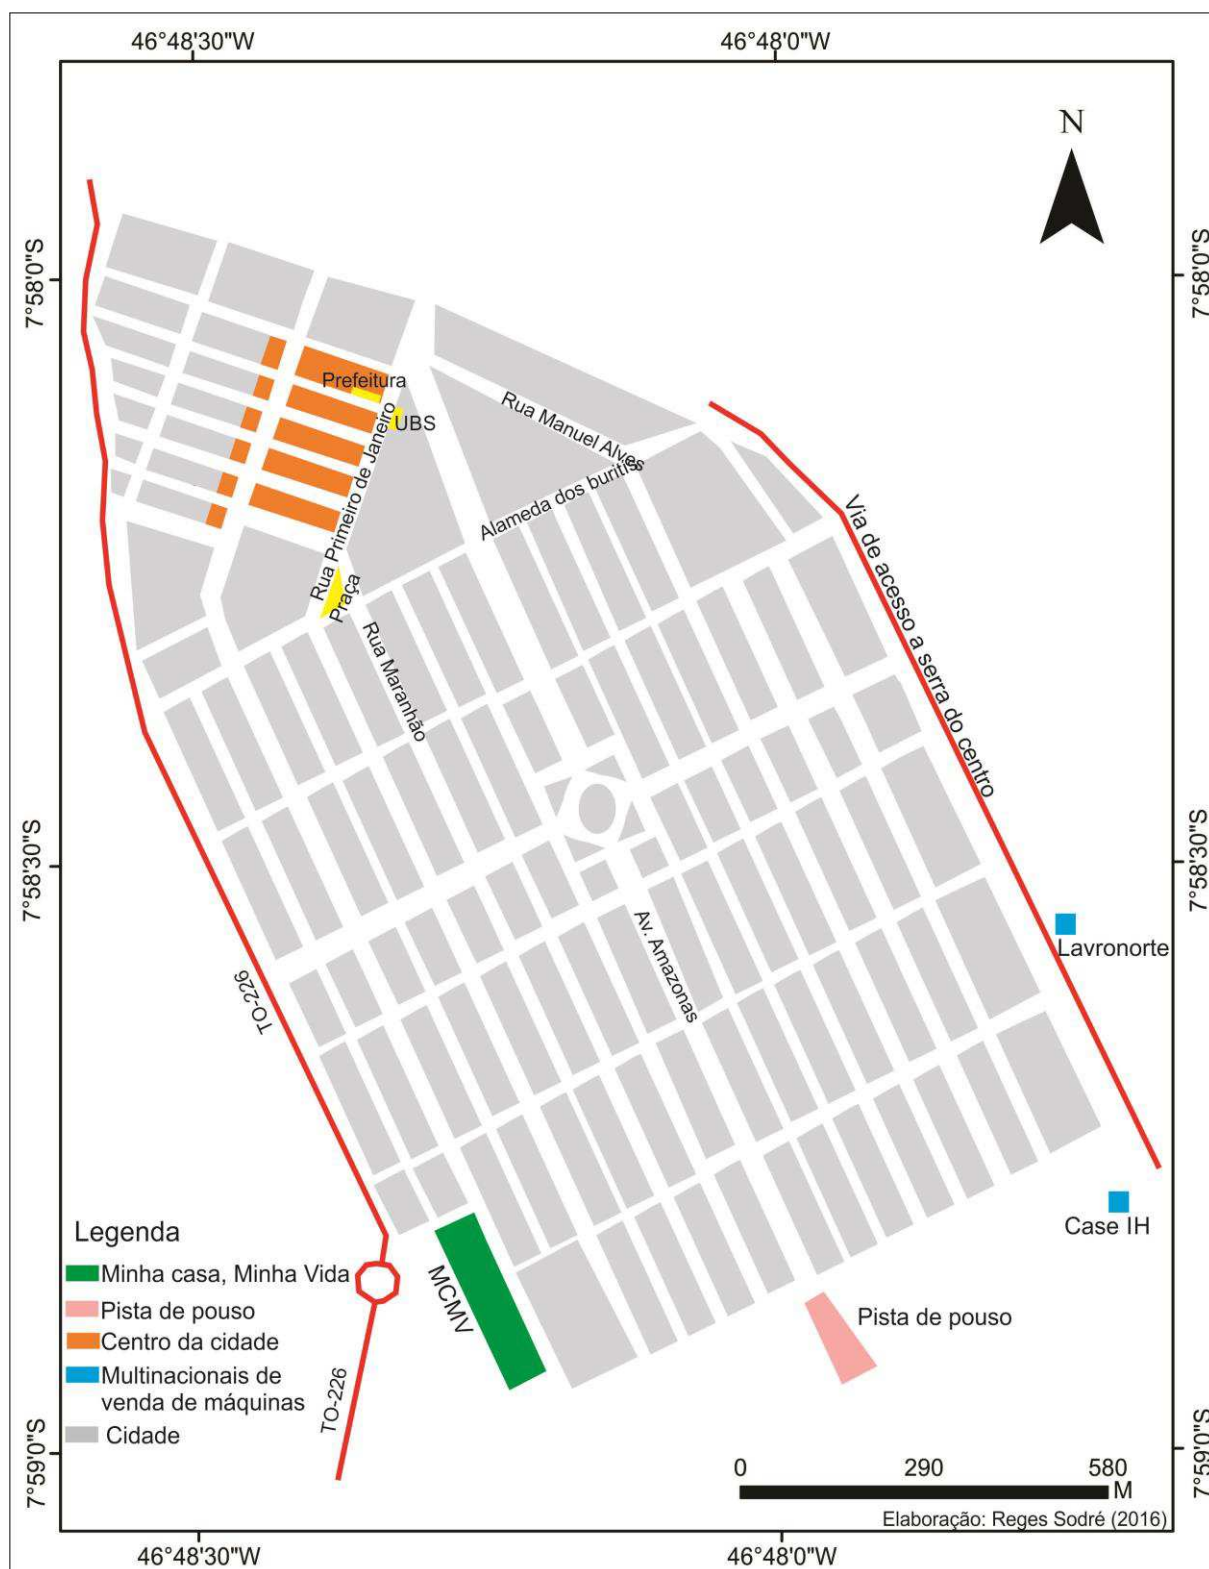 46°48'30"W
46°48'0"W
N
7°58'0"S
7°58'0"S
Prefeitura
UBS
Rua Manuel Alves
Rua Primeiro de Janeiro
Alameda dos buritis
Praça
Via de acesso a serra do centro
Rua Maranhão
7°58'30"S
7°58'30"S
Av. Amazonas
Lavronorte
TO-226
Case IH
Legenda
Minha casa, Minha Vida
Pista de pouso
Centro da cidade
Multinacionais de
venda de máquinas
Cidade
MCMV
Pista de pouso
TO-226
7°59'0"S
7°59'0"S
0 290 580
M
Elaboração: Reges Sodré (2016)
46°48'30"W
46°48'0"W